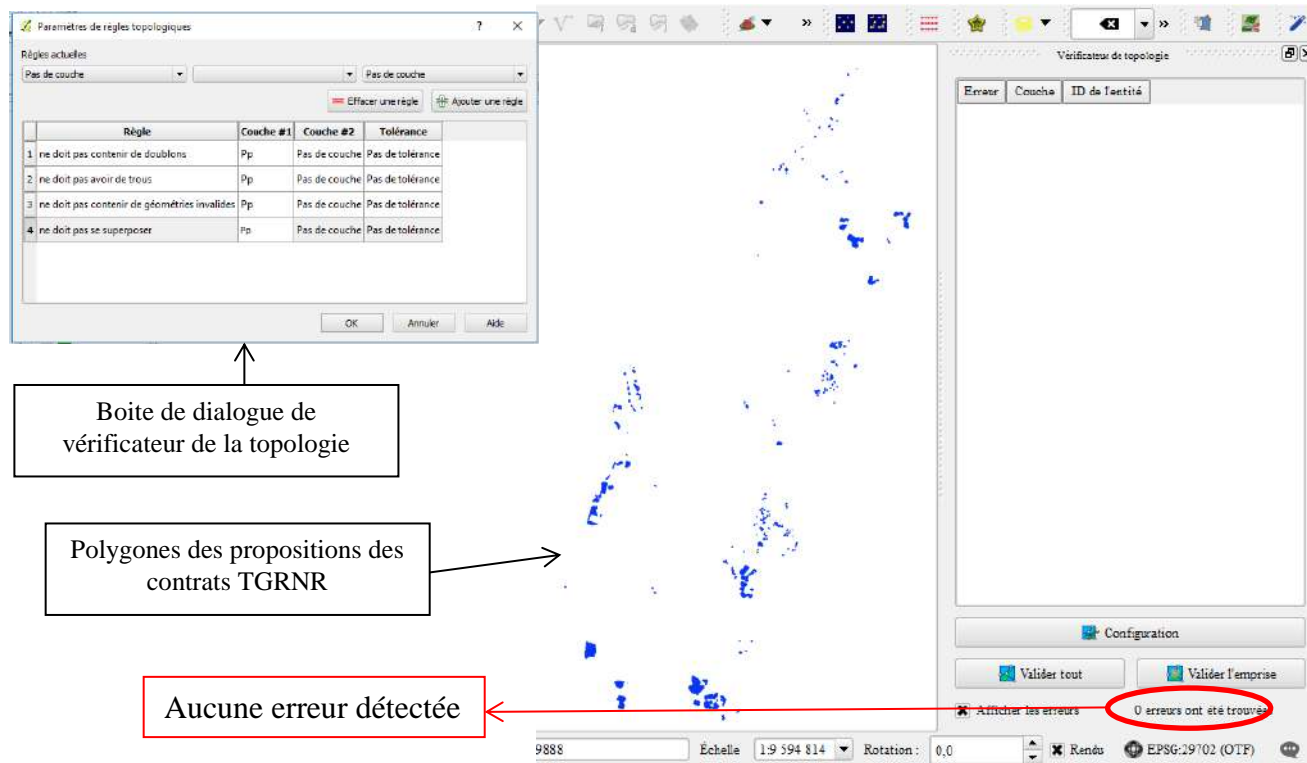 Paramètres de règles topologiques
?
Règles actuelles
Pas de couche
Pas de couche
Effacer une règle
Ajouter une règle
Règle Couche #1 Couche #2 Tolérance
1 ne doit pas contenir de doublons Pp Pas de couche Pas de tolérance
2 ne doit pas avoir de trous Pp Pas de couche Pas de tolérance
3 ne doit pas contenir de géométries invalides Pp Pas de couche Pas de tolérance
4 ne doit pas se superposer Pp Pas de couche Pas de tolérance
OK Annuler Aide
Boite de dialogue de
vérificateur de la topologie
Polygones des propositions des
contrats TGRNR
Aucune erreur détectée
»
»
Vérificateur de topologie
Erreur Couche ID de l'entité
Configuration
Valider tout Valider l'emprise
Afficher les erreurs 0 erreurs ont été trouvées
9888 Échelle 1:9 594 814 Rotation : 0,0 Rendu EPSG:29702 (OTF)